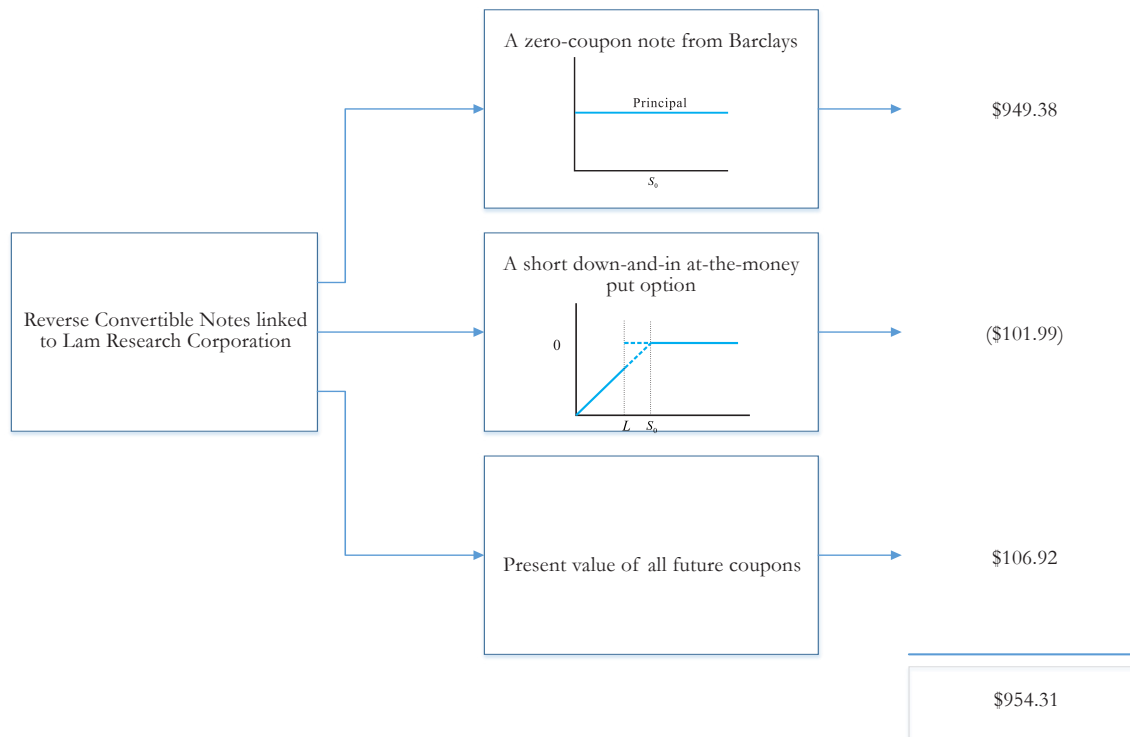 A zero-coupon note from Barclays
Principal
S₀
$949.38
Reverse Convertible Notes linked
to Lam Research Corporation
A short down-and-in at-the-money
put option
0
L S₀
($101.99)
Present value of all future coupons
$106.92
$954.31